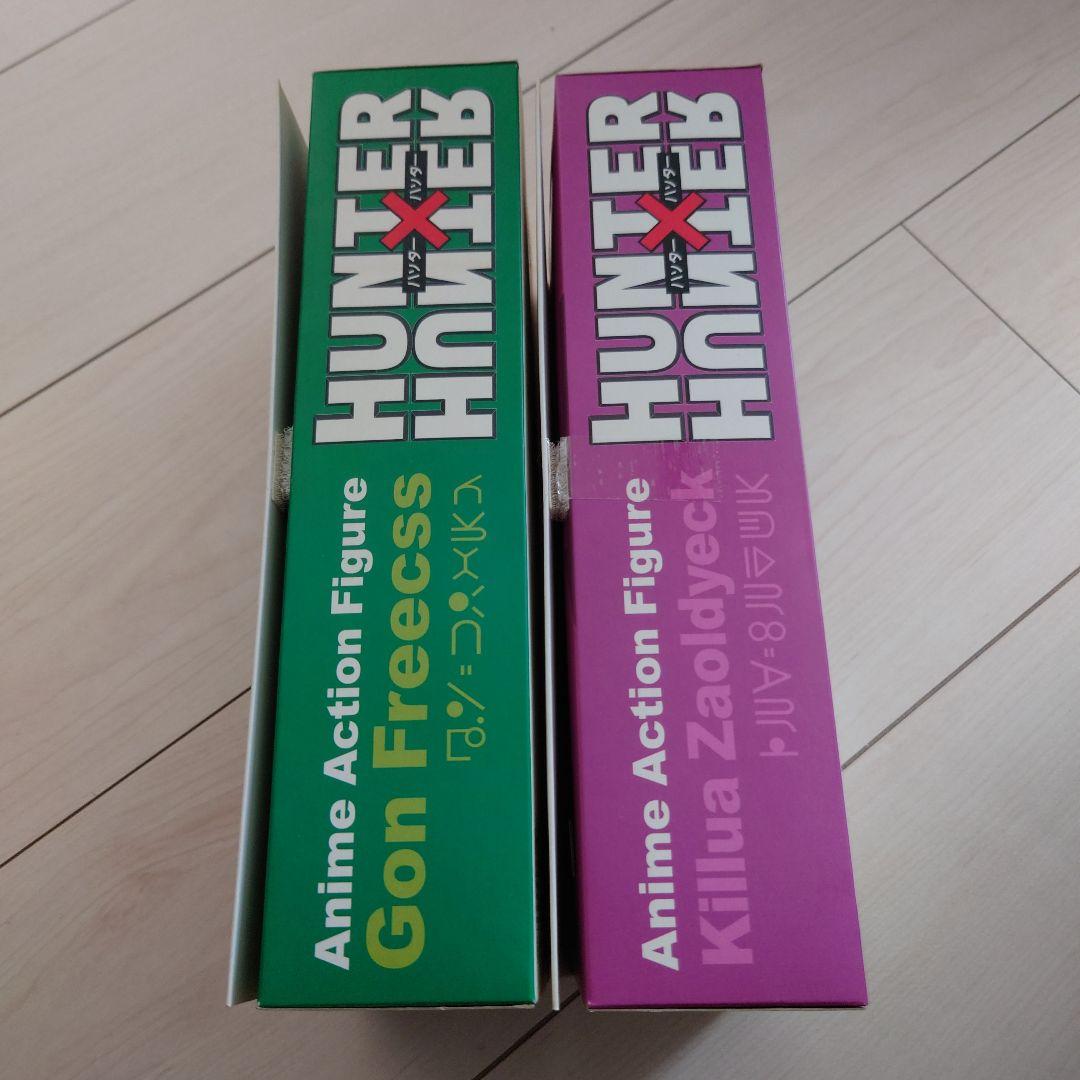 HUNTER
ハンター×ハンター
HUNTER
Anime Action Figure
Gon Freecss
HUNTER
ハンター×ハンター
HUNTER
Anime Action Figure
Killua Zaoldyeck